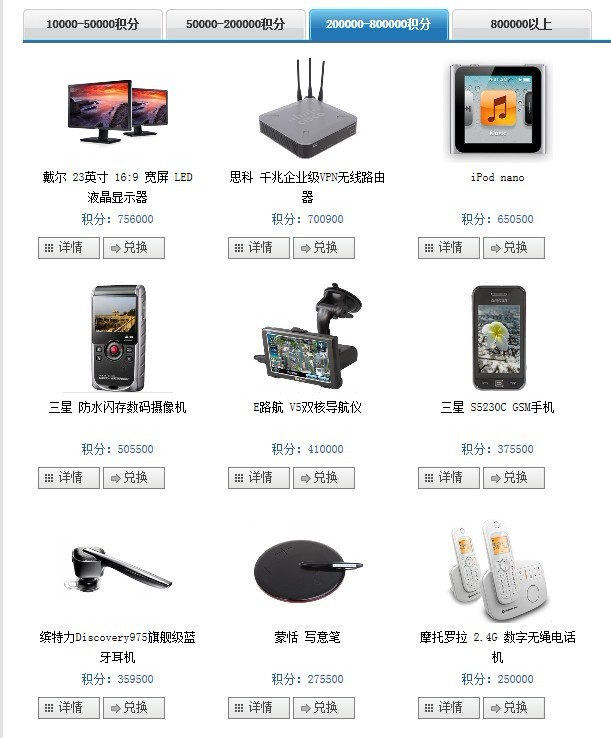 10000-50000积分
50000-200000积分
200000-800000积分
800000以上
戴尔 23英寸 16:9 宽屏 LED
液晶显示器
积分：756000
详情
兑换
思科 千兆企业级VPN无线路由
器
积分：700900
详情
兑换
Music
iPod nano
积分：650500
详情
兑换
三星 防水闪存数码摄像机
积分：505500
详情
兑换
E路航 V5双核导航仪
积分：410000
详情
兑换
三星 S5230C GSM手机
积分：375500
详情
兑换
缤特力Discovery975旗舰级蓝
牙耳机
积分：359500
详情
兑换
蒙恬 写意笔
积分：275500
详情
兑换
摩托罗拉 2.4G 数字无绳电话
机
积分：250000
详情
兑换